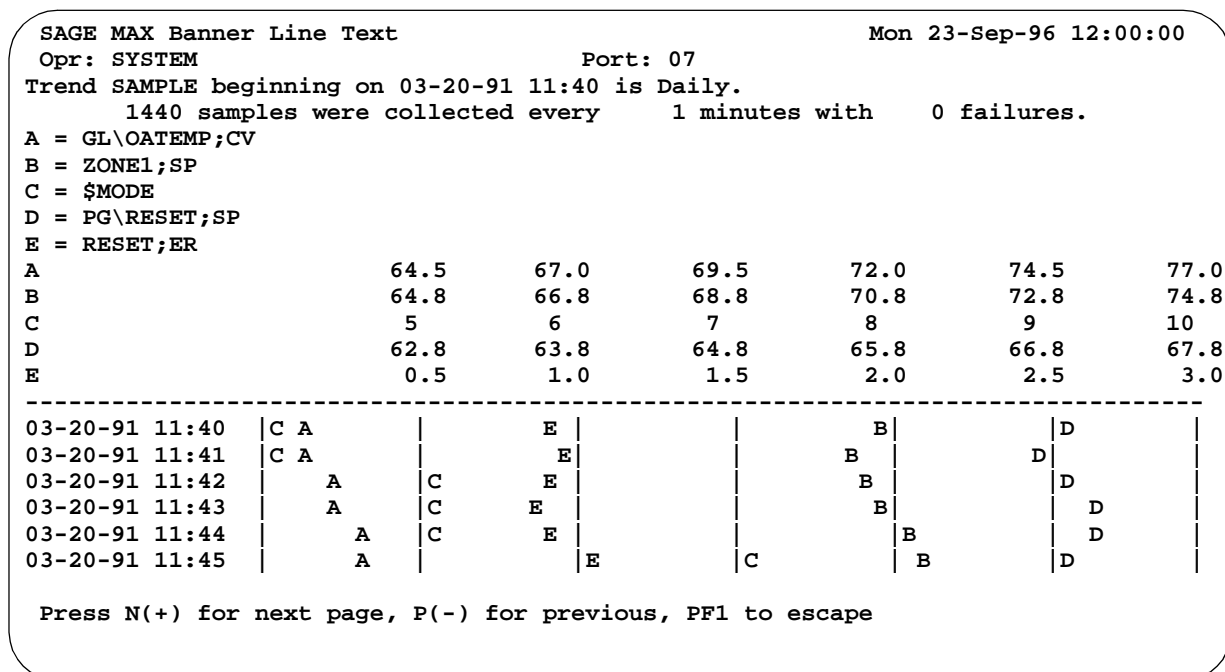 SAGE MAX Banner Line Text                                Mon 23-Sep-96 12:00:00
Opr: SYSTEM                          Port: 07
Trend SAMPLE beginning on 03-20-91 11:40 is Daily.
       1440 samples were collected every     1 minutes with    0 failures.
A = GL\OATEMP;CV
B = ZONE1;SP
C = $MODE
D = PG\RESET;SP
E = RESET;ER
A                         64.5      67.0       69.5       72.0       74.5       77.0
B                         64.8      66.8       68.8       70.8       72.8       74.8
C                          5         6          7          8          9         10
D                         62.8      63.8       64.8       65.8       66.8       67.8
E                          0.5       1.0        1.5        2.0        2.5        3.0
----------------------------------------------------------------------------------
03-20-91 11:40  |C A       |        E |          |         B|          |D        |
03-20-91 11:41  |C A       |         E|          |       B  |         D|         |
03-20-91 11:42  |    A     |C       E |          |        B |          |D        |
03-20-91 11:43  |    A     |C      E  |          |         B|          |  D      |
03-20-91 11:44  |      A   |C       E |          |          |B         |  D      |
03-20-91 11:45  |      A   |          |E         |C         | B        |D        |
Press N(+) for next page, P(-) for previous, PF1 to escape